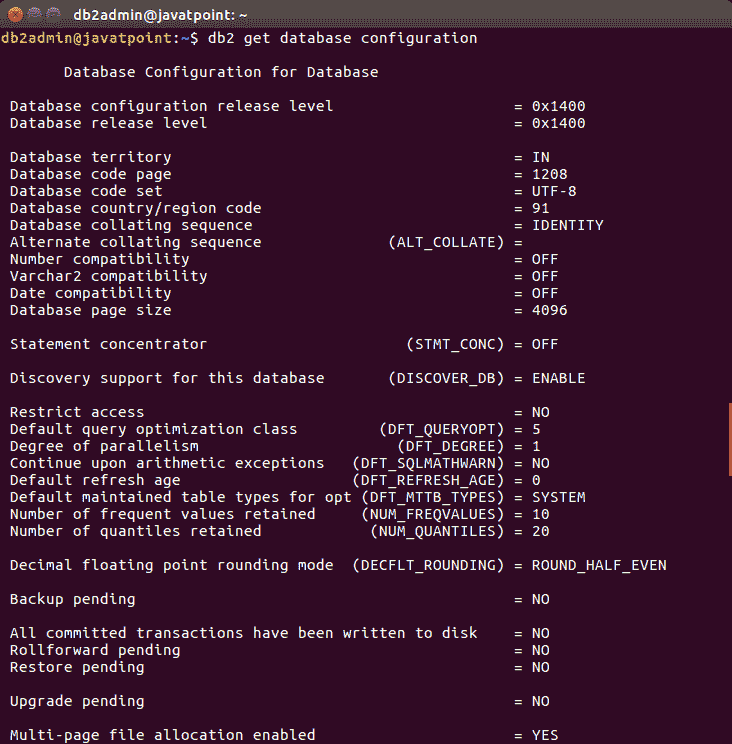 db2admin@javatpoint: ~
db2admin@javatpoint:~$ db2 get database configuration
Database Configuration for Database
Database configuration release level = 0x1400
Database release level = 0x1400
Database territory = IN
Database code page = 1208
Database code set = UTF-8
Database country/region code = 91
Database collating sequence = IDENTITY
Alternate collating sequence (ALT_COLLATE) =
Number compatibility = OFF
Varchar2 compatibility = OFF
Date compatibility = OFF
Database page size = 4096
Statement concentrator (STMT_CONC) = OFF
Discovery support for this database (DISCOVER_DB) = ENABLE
Restrict access = NO
Default query optimization class (DFT_QUERYOPT) = 5
Degree of parallelism (DFT_DEGREE) = 1
Continue upon arithmetic exceptions (DFT_SQLMATHWARN) = NO
Default refresh age (DFT_REFRESH_AGE) = 0
Default maintained table types for opt (DFT_MTTB_TYPES) = SYSTEM
Number of frequent values retained (NUM_FREQVALUES) = 10
Number of quantiles retained (NUM_QUANTILES) = 20
Decimal floating point rounding mode (DECFLT_ROUNDING) = ROUND_HALF_EVEN
Backup pending = NO
All committed transactions have been written to disk = NO
Rollforward pending = NO
Restore pending = NO
Upgrade pending = NO
Multi-page file allocation enabled = YES